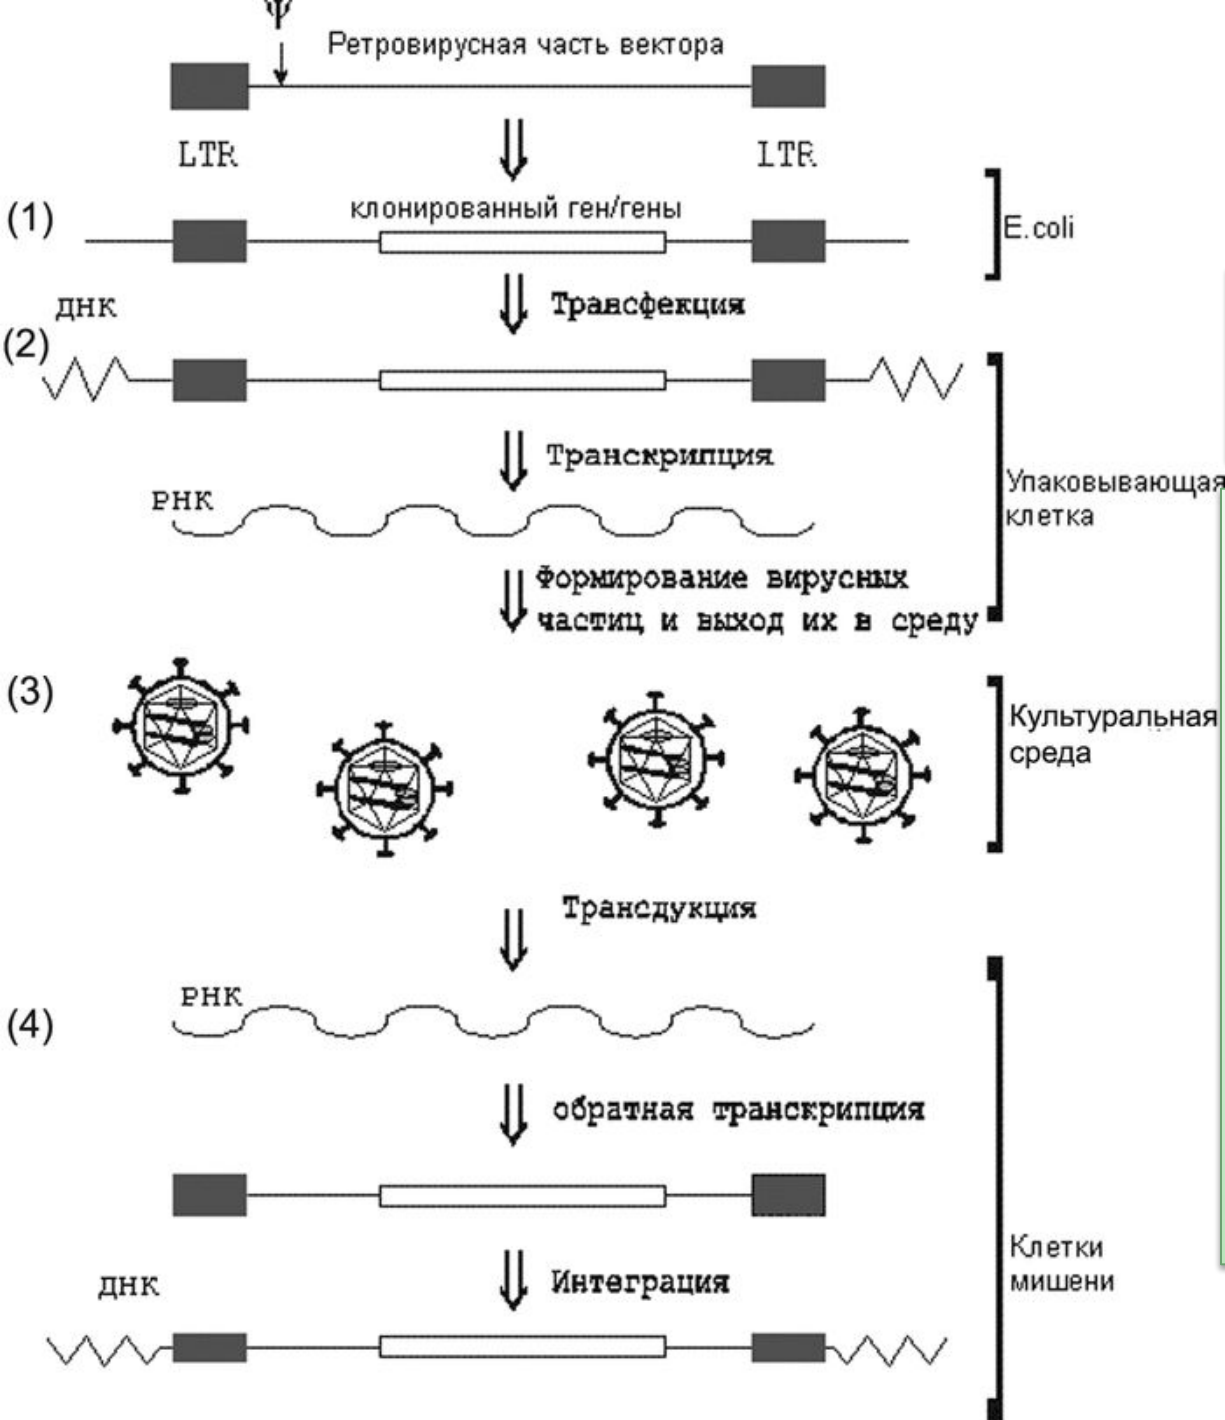 Ψ
Ретровирусная часть вектора
LTR LTR
(1)
клонированный ген/гены
E.coli
Трансфекция
ДНК
(2)
Транскрипция
Упаковывающая
клетка
РНК
Формирование вирусных
частиц и выход их в среду
(3)
Культуральная
среда
Трансдукция
РНК
(4)
обратная транскрипция
Клетки
мишени
Интеграция
ДНК